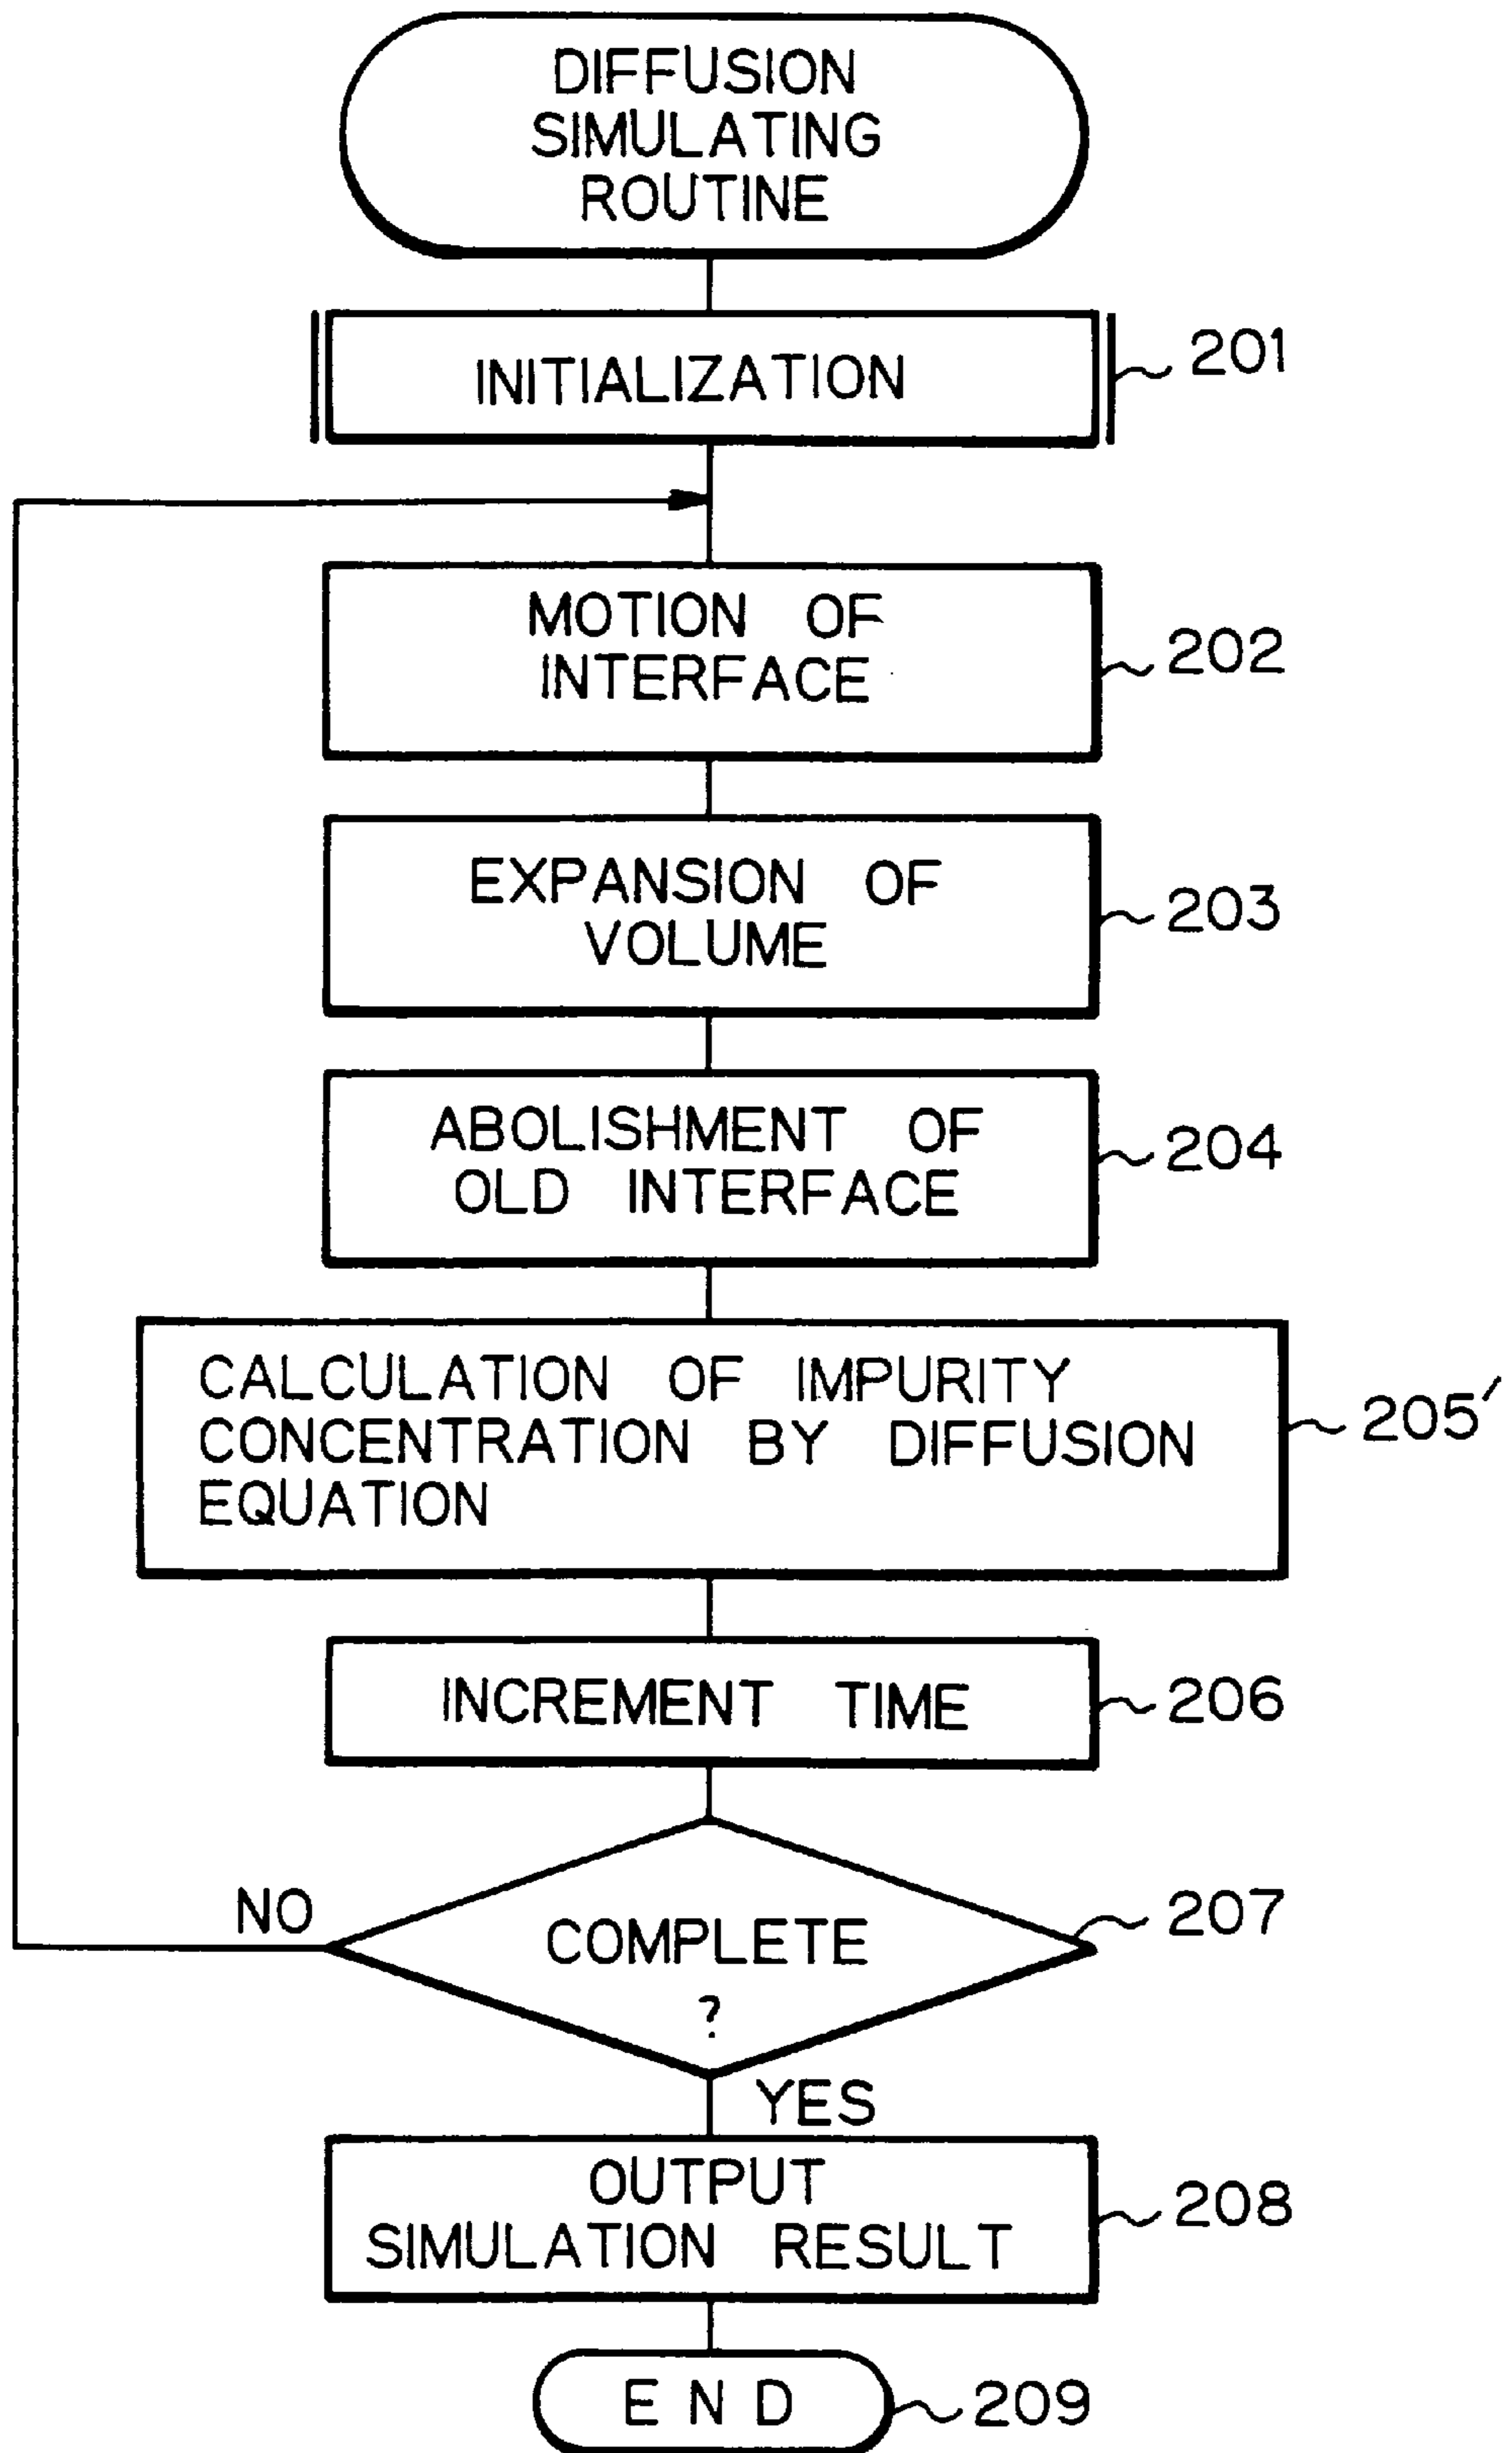 DIFFUSION
SIMULATING
ROUTINE
INITIALIZATION
201
MOTION OF
INTERFACE
202
EXPANSION OF
VOLUME
203
ABOLISHMENT OF
OLD INTERFACE
204
CALCULATION OF IMPURITY
CONCENTRATION BY DIFFUSION
EQUATION
205'
INCREMENT TIME
206
NO
COMPLETE
?
207
YES
OUTPUT
SIMULATION RESULT
208
END
209